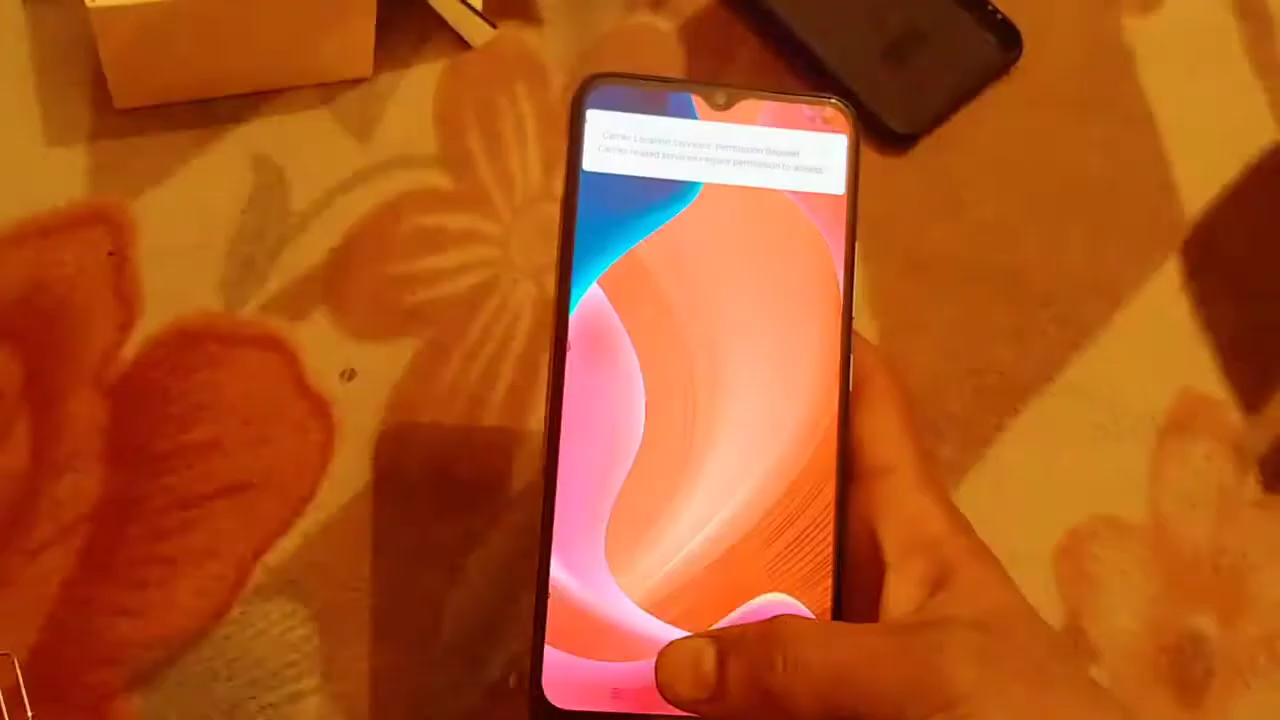 Carrier Location Services: Permission Request
Carrier related services require permission to access